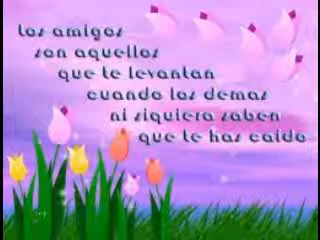 los amigos
son aquellos
que te levantan
cuando los demas
ni siquiera saben
que te has caido